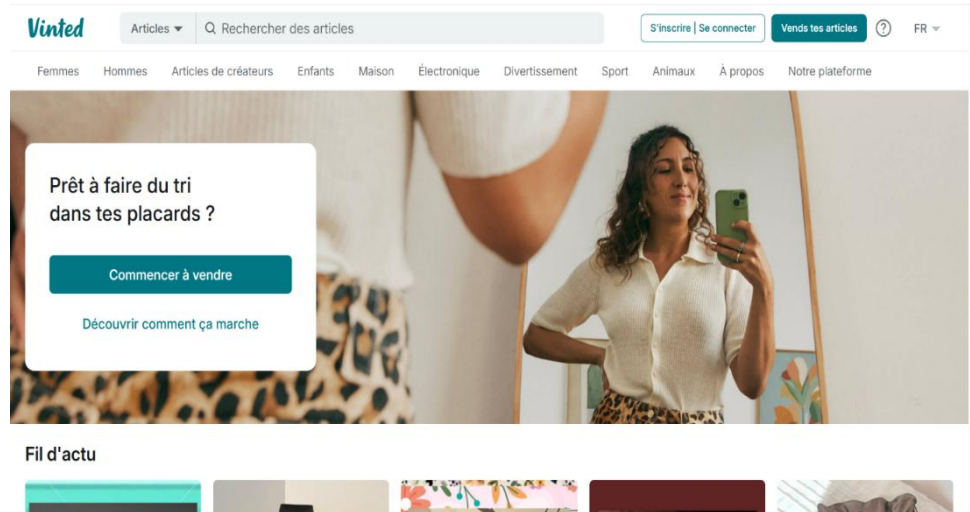 Vinted
Articles
Rechercher des articles
S'inscrire | Se connecter
Vends tes articles
?
FR
Femmes
Hommes
Articles de créateurs
Enfants
Maison
Électronique
Divertissement
Sport
Animaux
À propos
Notre plateforme
Prêt à faire du tri
dans tes placards ?
Commencer à vendre
Découvrir comment ça marche
Fil d'actu